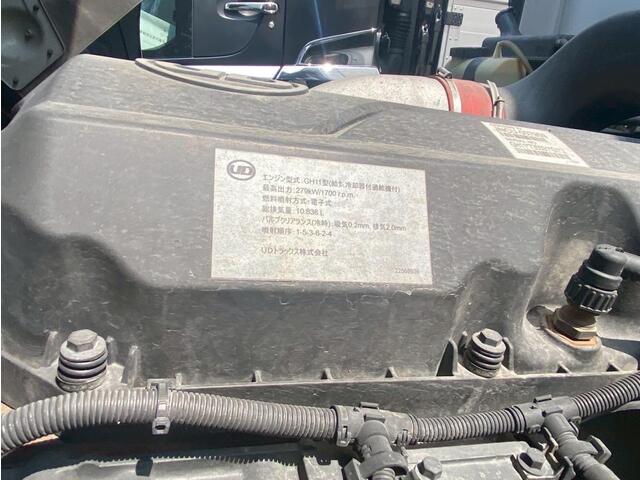 UD
エンジン型式:GH11型(給気冷却器付過給機付)
最高出力:279kW/1700 r.p.m.
燃料噴射方式:電子式
総排気量:10.836 L
バルブクリアランス(冷時):吸気0.2mm, 排気2.0mm
噴射順序:1-5-3-6-2-4
UDトラックス株式会社